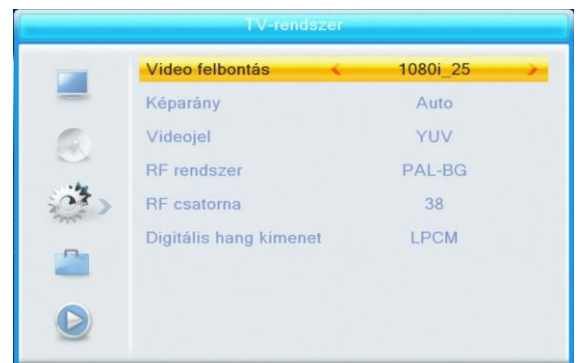 TV-rendszer
Video felbontás 1080i_25
Képarány Auto
Videojel YUV
RF rendszer PAL-BG
RF csatorna 38
Digitális hang kimenet LPCM